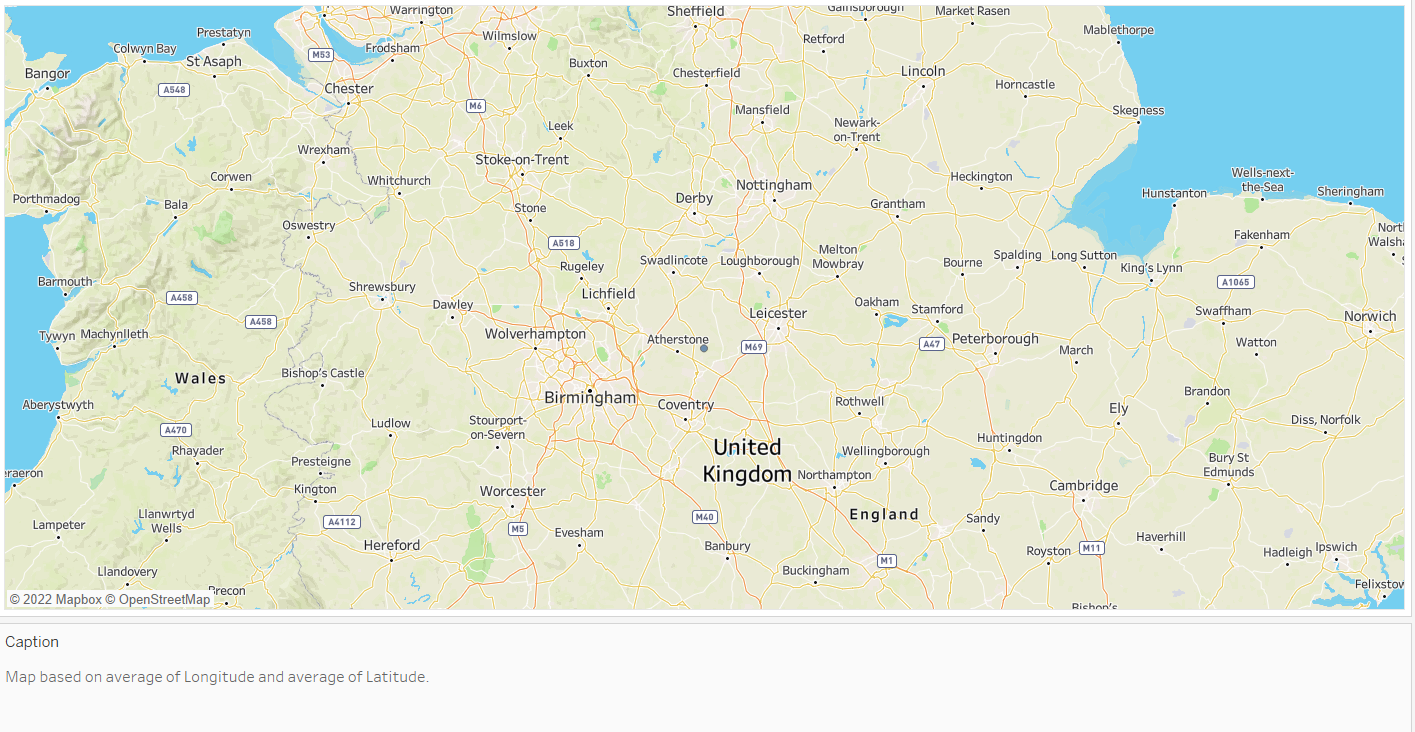 Warrington
Sheffield
Gainsborough
Market Rasen
Prestatyn
Colwyn Bay
St Asaph
M53
Frodsham
Wilmslow
Retford
Mablethorpe
Bangor
A548
Chester
M6
Buxton
Chesterfield
Lincoln
Horncastle
Mansfield
Skegness
Leek
Newark-
on-Trent
Wrexham
Stoke-on-Trent
Corwen
Whitchurch
Nottingham
Heckington
Wells-next-
the-Sea
Porthmadog
Bala
Stone
Derby
Grantham
Hunstanton
Sheringham
Oswestry
A518
Melton
Mowbray
Fakenham
Nort
Walsh
Rugeley
Swadlincote
Loughborough
Bourne
Spalding
Long Sutton
King's Lynn
Barmouth
A458
Shrewsbury
Lichfield
A1065
Dawley
Oakham
Stamford
Leicester
Swaffham
Norwich
Tywyn
Machynlleth
A458
Wolverhampton
Atherstone
M69
A47
Peterborough
March
Watton
Wales
Bishop's Castle
Birmingham
Coventry
Rothwell
Ely
Brandon
Aberystwyth
A470
Ludlow
Stourport-
on-Severn
Diss, Norfolk
United
Kingdom
Rhayader
Presteigne
Wellingborough
Huntingdon
Bury St
Edmunds
eraeron
Kington
Worcester
Northampton
Cambridge
Lampeter
Llanwrtyd
Wells
A4112
M5
Evesham
M40
England
Sandy
Hereford
Banbury
M1
Royston
M11
Haverhill
Hadleigh
Ipswich
Llandovery
Buckingham
Felixstow
Brecon
Bishop's
© 2022 Mapbox © OpenStreetMap
Caption
Map based on average of Longitude and average of Latitude.